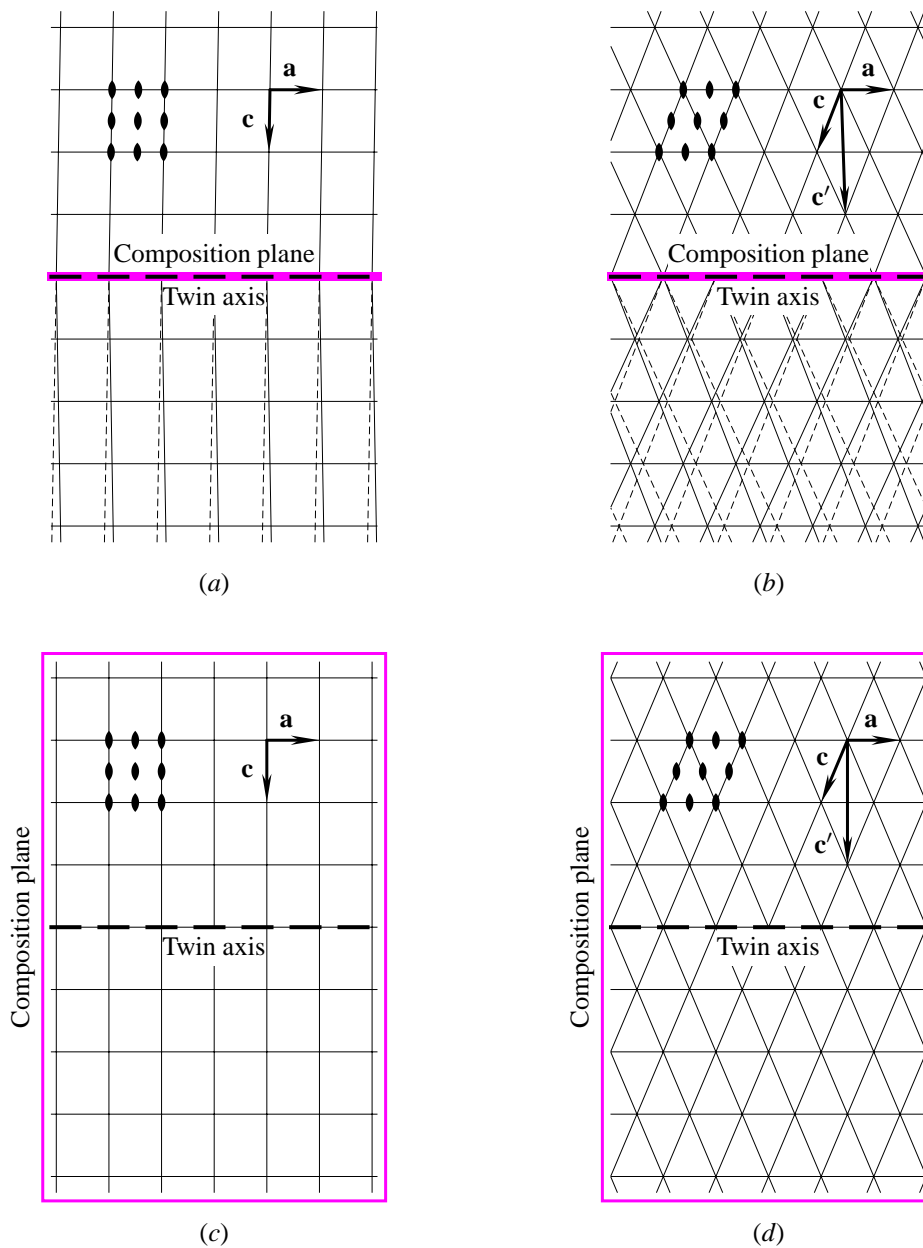 a
c
Composition plane
Twin axis
(a)
a
c
c′
Composition plane
Twin axis
(b)
Composition plane
a
c
Twin axis
(c)
Composition plane
a
c
c′
Twin axis
(d)